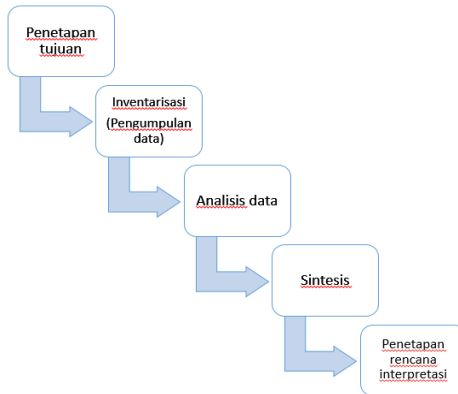 Penetapan
tujuan
Inventarisasi
(Pengumpulan
data)
Analisis data
Sintesis
Penetapan
rencana
interpretasi